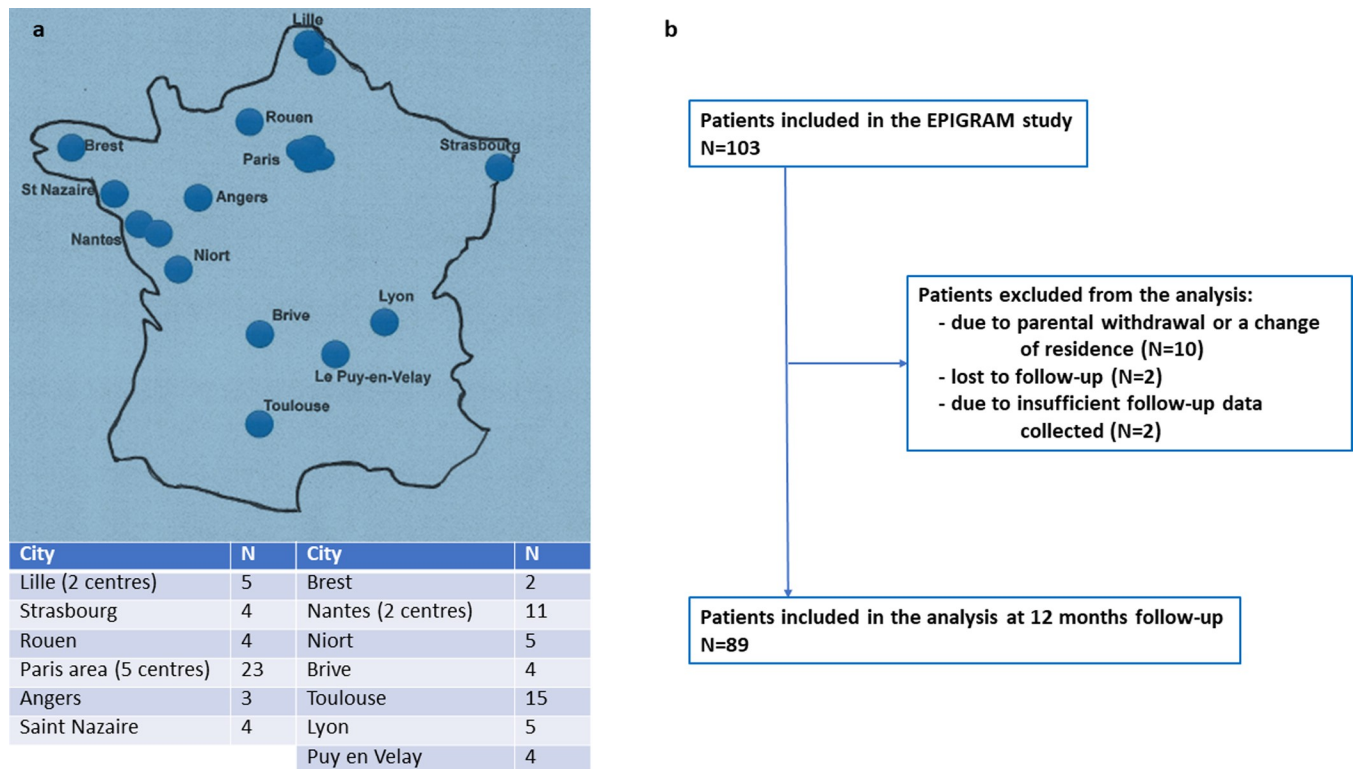 a
Lille
Rouen
Paris
Strasbourg
Brest
St Nazaire
Angers
Nantes
Niort
Lyon
Brive
Le Puy-en-Velay
Toulouse
City N City N
Lille (2 centres) 5 Brest 2
Strasbourg 4 Nantes (2 centres) 11
Rouen 4 Niort 5
Paris area (5 centres) 23 Brive 4
Angers 3 Toulouse 15
Saint Nazaire 4 Lyon 5
Puy en Velay 4
b
Patients included in the EPIGRAM study
N=103
Patients excluded from the analysis:
- due to parental withdrawal or a change
of residence (N=10)
- lost to follow-up (N=2)
- due to insufficient follow-up data
collected (N=2)
Patients included in the analysis at 12 months follow-up
N=89